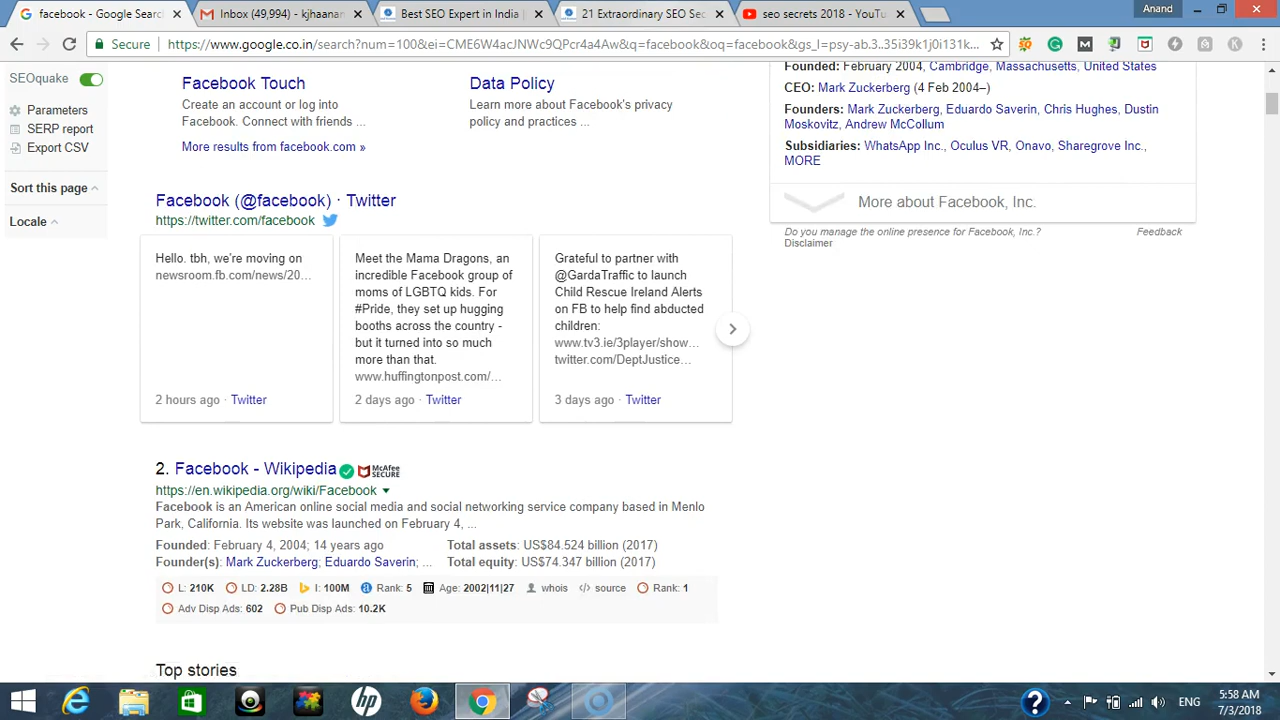 facebook - Google Search
Inbox (49,994) - kjhaanan
Best SEO Expert in India |
21 Extraordinary SEO Sec
seo secrets 2018 - YouTu
Anand
Secure
https://www.google.co.in/search?num=100&ei=CME6W4acJNWc9QPcr4a4Aw&q=facebook&oq=facebook&gs_l=psy-ab.3..35i39k1j0i131k...
SEOquake
Parameters
SERP report
Export CSV
Sort this page
Locale
Facebook Touch
Create an account or log into
Facebook. Connect with friends ...
Data Policy
Learn more about Facebook's privacy
policy and practices ...
More results from facebook.com »
Facebook (@facebook) · Twitter
https://twitter.com/facebook
Hello. tbh, we're moving on
newsroom.fb.com/news/20...
2 hours ago · Twitter
Meet the Mama Dragons, an
incredible Facebook group of
moms of LGBTQ kids. For
#Pride, they set up hugging
booths across the country -
but it turned into so much
more than that.
www.huffingtonpost.com/...
2 days ago · Twitter
Grateful to partner with
@GardaTraffic to launch
Child Rescue Ireland Alerts
on FB to help find abducted
children:
www.tv3.ie/3player/show...
twitter.com/DeptJustice...
3 days ago · Twitter
2. Facebook - Wikipedia
McAfee
SECURE
https://en.wikipedia.org/wiki/Facebook
Facebook is an American online social media and social networking service company based in Menlo
Park, California. Its website was launched on February 4, ...
Founded: February 4, 2004; 14 years ago
Total assets: US$84.524 billion (2017)
Founder(s): Mark Zuckerberg, Eduardo Saverin; ...
Total equity: US$74.347 billion (2017)
L: 210K LD: 2.28B I: 100M Rank: 5 Age: 2002|11|27 whois source Rank: 1
Adv Disp Ads: 602 Pub Disp Ads: 10.2K
Top stories
Founded: February 2004, Cambridge, Massachusetts, United States
CEO: Mark Zuckerberg (4 Feb 2004–)
Founders: Mark Zuckerberg, Eduardo Saverin, Chris Hughes, Dustin
Moskovitz, Andrew McCollum
Subsidiaries: WhatsApp Inc., Oculus VR, Onavo, Sharegrove Inc.,
MORE
More about Facebook, Inc.
Do you manage the online presence for Facebook, Inc.?
Feedback
Disclaimer
ENG
5:58 AM
7/3/2018